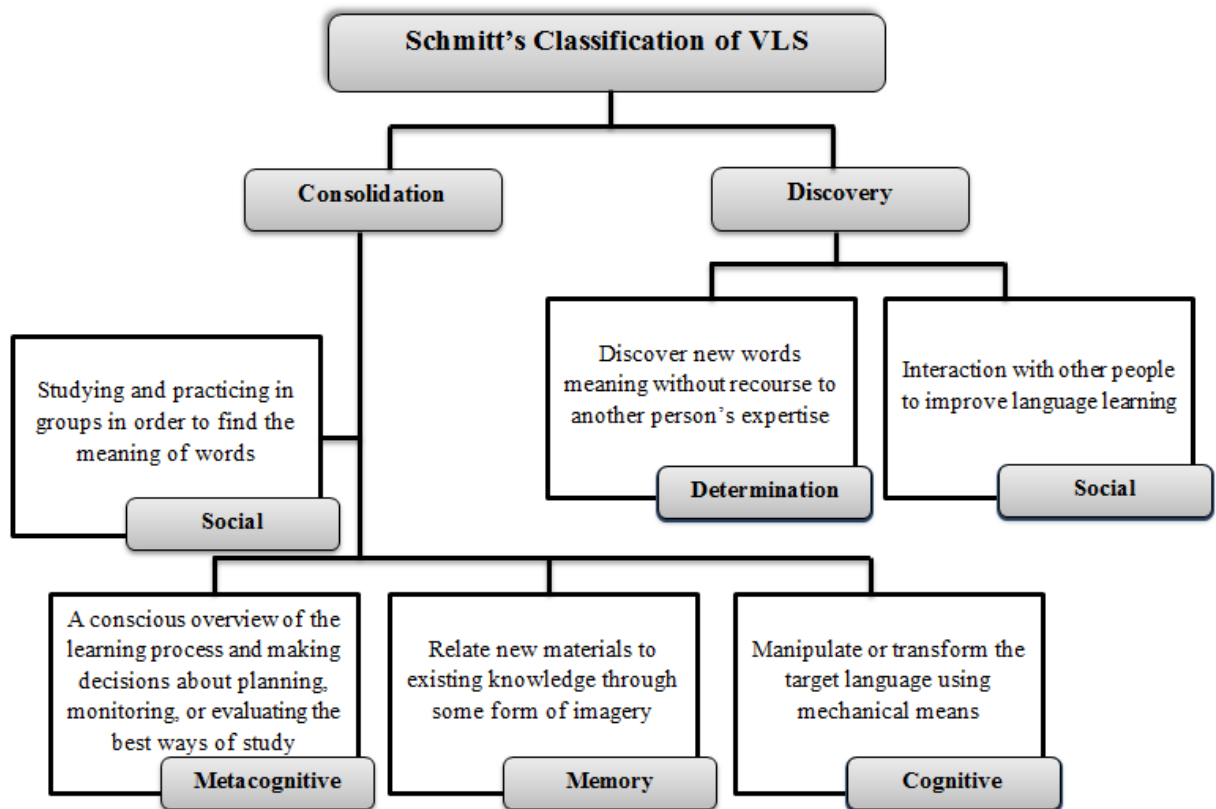 Schmitt’s Classification of VLS
Consolidation
Discovery
Discover new words
meaning without recourse to
another person’s expertise
Determination
Interaction with other people
to improve language learning
Social
Studying and practicing in
groups in order to find the
meaning of words
Social
A conscious overview of the
learning process and making
decisions about planning,
monitoring, or evaluating the
best ways of study
Metacognitive
Relate new materials to
existing knowledge through
some form of imagery
Memory
Manipulate or transform the
target language using
mechanical means
Cognitive